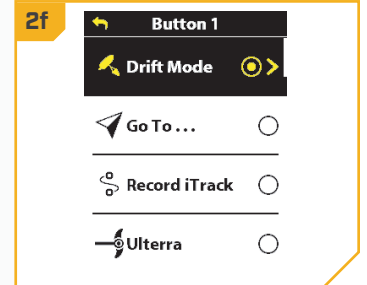 2f
Button 1
Drift Mode
Go To ...
Record iTrack
Ulterra